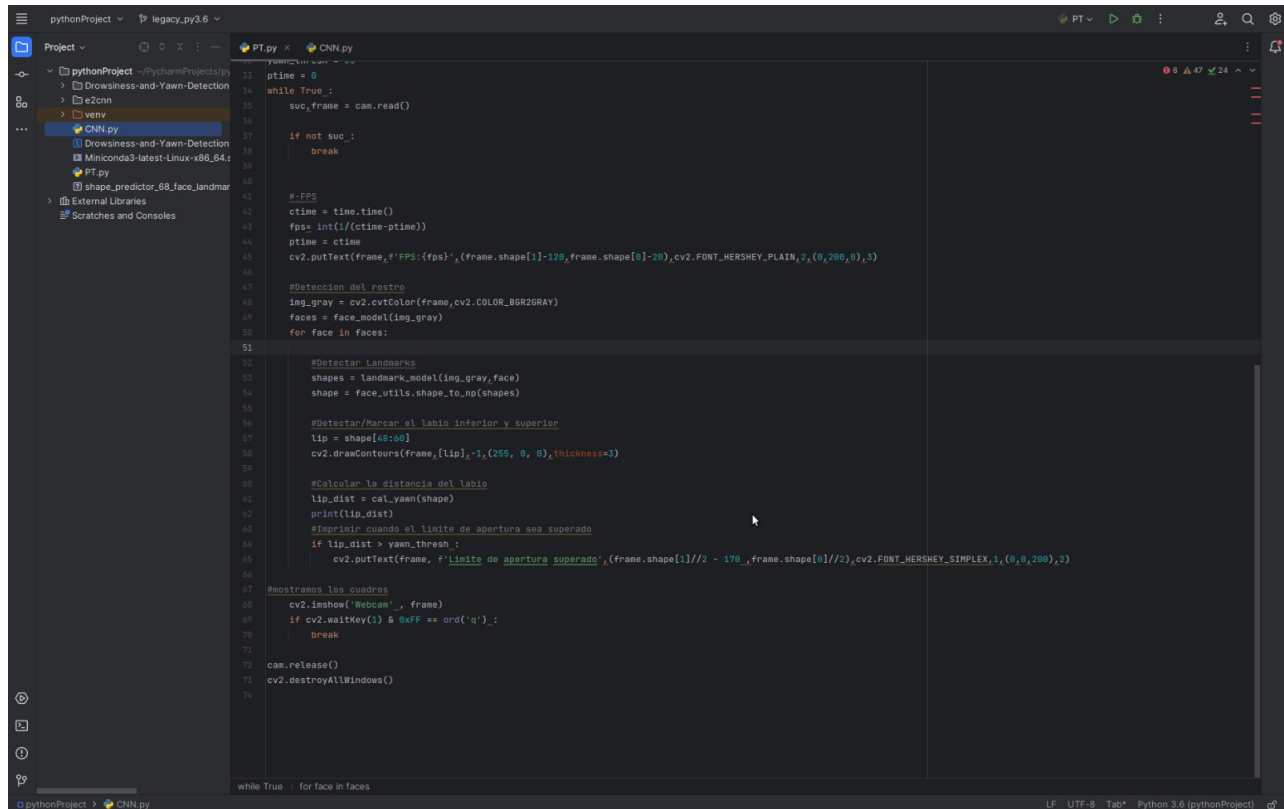 pythonProject legacy_py3.6 PT
Project PT.py CNN.py
pythonProject ~/PycharmProjects/py
Drowsiness-and-Yawn-Detection
e2cnn
venv
CNN.py
Drowsiness-and-Yawn-Detection
Miniconda3-latest-Linux-x86_64.s
PT.py
shape_predictor_68_face_landmar
External Libraries
Scratches and Consoles
6 47 24
33 ptime = 0
34 while True :
35 suc,frame = cam.read()
36
37 if not suc :
38 break
39
40
41 #-FPS
42 ctime = time.time()
43 fps= int(1/(ctime-ptime))
44 ptime = ctime
45 cv2.putText(frame,f'FPS:{fps}',(frame.shape[1]-120,frame.shape[0]-20),cv2.FONT_HERSHEY_PLAIN,2,(0,200,0),3)
46
47 #Deteccion del rostro
48 img_gray = cv2.cvtColor(frame,cv2.COLOR_BGR2GRAY)
49 faces = face_model(img_gray)
50 for face in faces:
51
52 #Detectar Landmarks
53 shapes = landmark_model(img_gray,face)
54 shape = face_utils.shape_to_np(shapes)
55
56 #Detectar/Marcar el labio inferior y superior
57 lip = shape[48:60]
58 cv2.drawContours(frame,[lip],-1,(255, 0, 0),thickness=3)
59
60 #Calcular la distancia del labio
61 lip_dist = cal_yawn(shape)
62 print(lip_dist)
63 #Imprimir cuando el limite de apertura sea superado
64 if lip_dist > yawn_thresh :
65 cv2.putText(frame, f'Limite de apertura superado',(frame.shape[1]//2 - 170 ,frame.shape[0]//2),cv2.FONT_HERSHEY_SIMPLEX,1,(0,0,200),2)
66
67 #mostramos los cuadros
68 cv2.imshow('Webcam' , frame)
69 if cv2.waitKey(1) & 0xFF == ord('q') :
70 break
71
72 cam.release()
73 cv2.destroyAllWindows()
74
while True › for face in faces
pythonProject › CNN.py LF UTF-8 Tab* Python 3.6 (pythonProject)